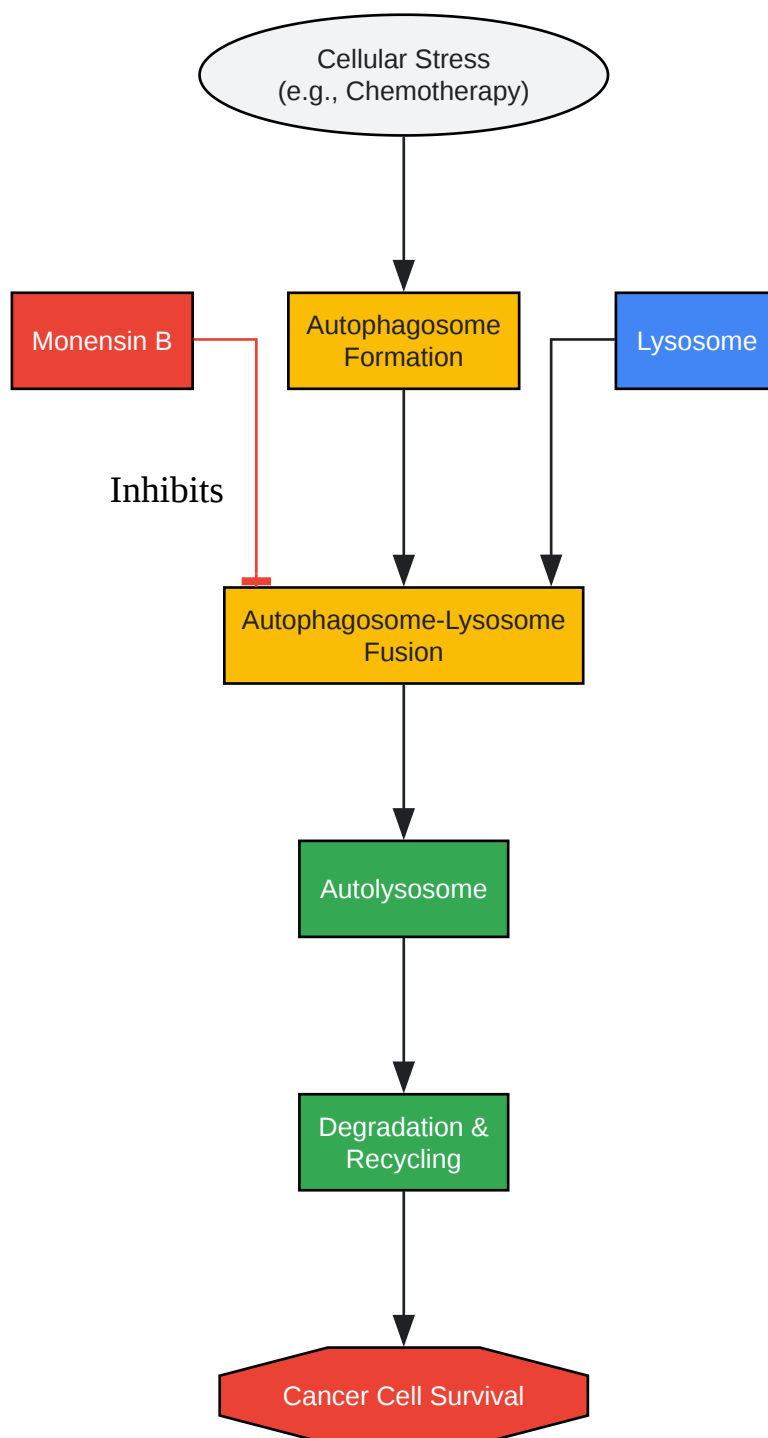 Cellular Stress
(e.g., Chemotherapy)
Monensin B
Autophagosome
Formation
Lysosome
Inhibits
Autophagosome-Lysosome
Fusion
Autolysosome
Degradation &
Recycling
Cancer Cell Survival